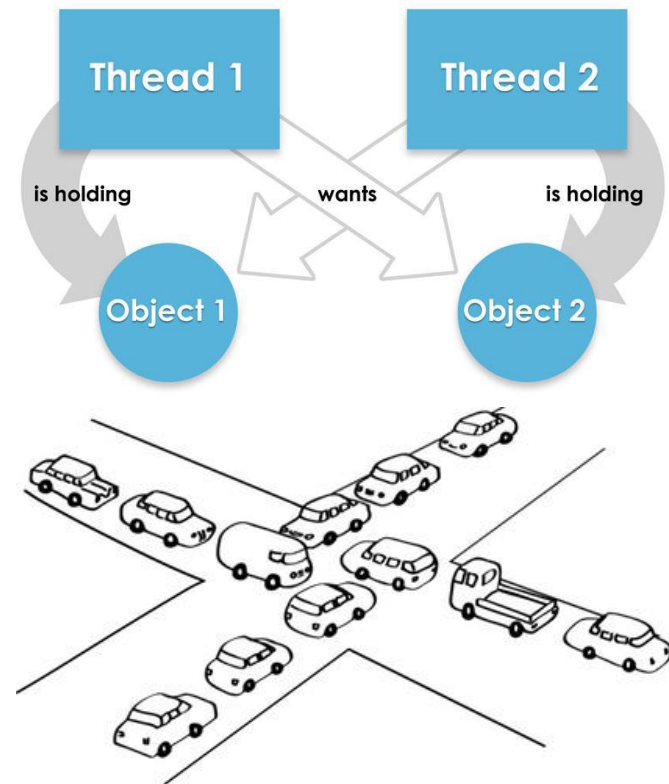 Thread 1
Thread 2
is holding
wants
is holding
Object 1
Object 2